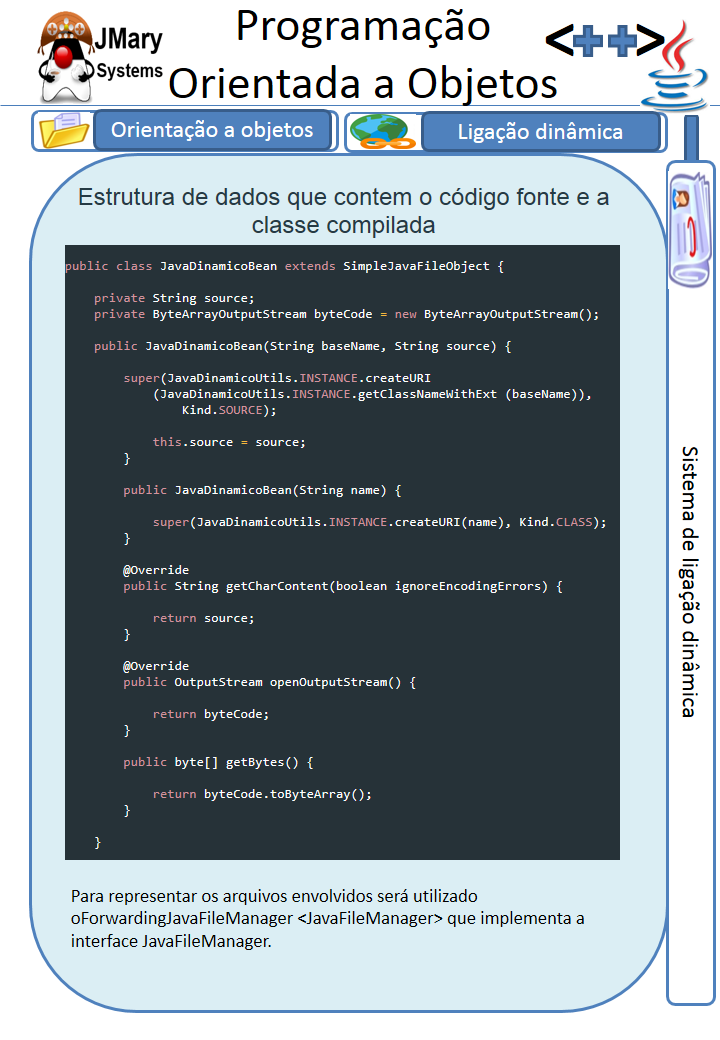 JMary
Systems
Programação
Orientada a Objetos
<++>
Orientação a objetos
Ligação dinâmica
Estrutura de dados que contem o código fonte e a
classe compilada
public class JavaDinamicoBean extends SimpleJavaFileObject {
private String source;
private ByteArrayOutputStream byteCode = new ByteArrayOutputStream();
public JavaDinamicoBean(String baseName, String source) {
super(JavaDinamicoUtils.INSTANCE.createURI
(JavaDinamicoUtils.INSTANCE.getClassNameWithExt (baseName)),
Kind.SOURCE);
this.source = source;
}
public JavaDinamicoBean(String name) {
super(JavaDinamicoUtils.INSTANCE.createURI(name), Kind.CLASS);
}
@Override
public String getCharContent(boolean ignoreEncodingErrors) {
return source;
}
@Override
public OutputStream openOutputStream() {
return byteCode;
}
public byte[] getBytes() {
return byteCode.toByteArray();
}
}
Para representar os arquivos envolvidos será utilizado
oForwardingJavaFileManager <JavaFileManager> que implementa a
interface JavaFileManager.
Sistema de ligação dinâmica